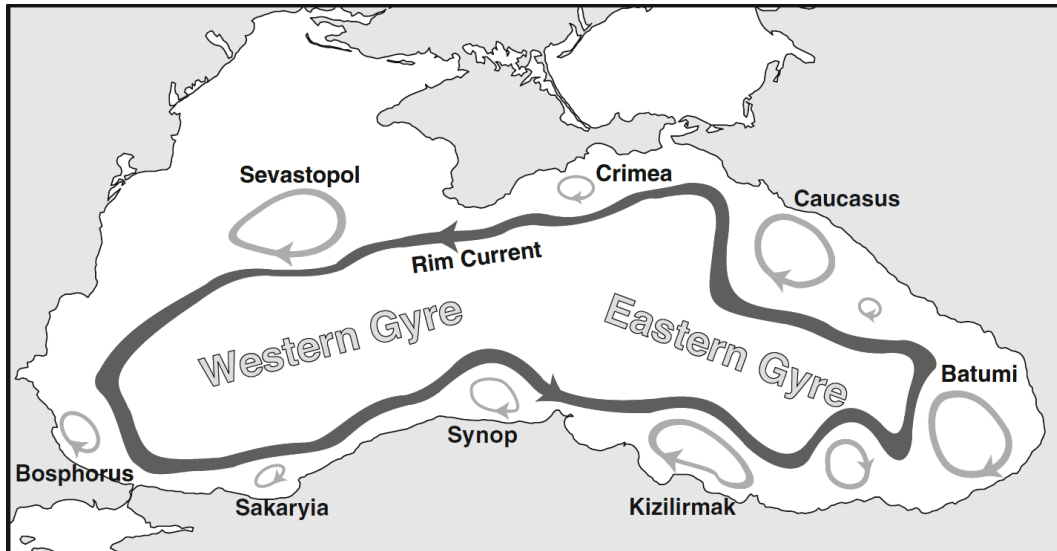 Sevastopol
Crimea
Caucasus
Rim Current
Western Gyre
Eastern Gyre
Batumi
Synop
Bosphorus
Sakaryia
Kizilirmak